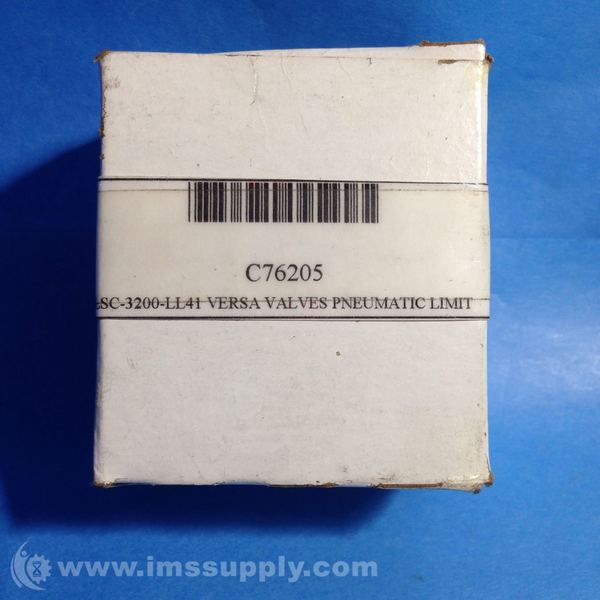 C76205
SC-3200-LL41 VERSA VALVES PNEUMATIC LIMIT
www.imssupply.com